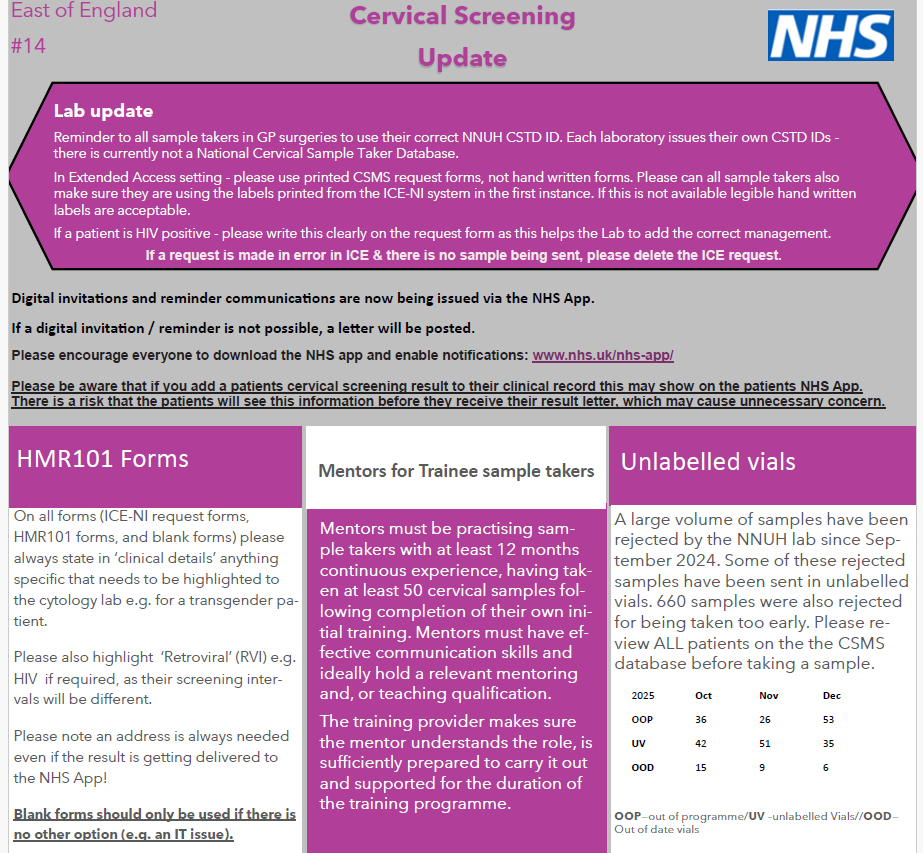 East of England
#14
Cervical Screening
Update
NHS
Lab update
Reminder to all sample takers in GP surgeries to use their correct NNUH CSTD ID. Each laboratory issues their own CSTD IDs -
there is currently not a National Cervical Sample Taker Database.
In Extended Access setting - please use printed CSMS request forms, not hand written forms. Please can all sample takers also
make sure they are using the labels printed from the ICE-NI system in the first instance. If this is not available legible hand written
labels are acceptable.
If a patient is HIV positive - please write this clearly on the request form as this helps the Lab to add the correct management.
If a request is made in error in ICE & there is no sample being sent, please delete the ICE request.
Digital invitations and reminder communications are now being issued via the NHS App.
If a digital invitation / reminder is not possible, a letter will be posted.
Please encourage everyone to download the NHS app and enable notifications: www.nhs.uk/nhs-app/
Please be aware that if you add a patients cervical screening result to their clinical record this may show on the patients NHS App.
There is a risk that the patients will see this information before they receive their result letter, which may cause unnecessary concern.
HMR101 Forms
On all forms (ICE-NI request forms,
HMR101 forms, and blank forms) please
always state in ‘clinical details’ anything
specific that needs to be highlighted to
the cytology lab e.g. for a transgender pa-
tient.
Please also highlight ‘Retroviral’ (RVI) e.g.
HIV if required, as their screening inter-
vals will be different.
Please note an address is always needed
even if the result is getting delivered to
the NHS App!
Blank forms should only be used if there is
no other option (e.g. an IT issue).
Mentors for Trainee sample takers
Mentors must be practising sam-
ple takers with at least 12 months
continuous experience, having tak-
en at least 50 cervical samples fol-
lowing completion of their own ini-
tial training. Mentors must have ef-
fective communication skills and
ideally hold a relevant mentoring
and, or teaching qualification.
The training provider makes sure
the mentor understands the role, is
sufficiently prepared to carry it out
and supported for the duration of
the training programme.
Unlabelled vials
A large volume of samples have been
rejected by the NNUH lab since Sep-
tember 2024. Some of these rejected
samples have been sent in unlabelled
vials. 660 samples were also rejected
for being taken too early. Please re-
view ALL patients on the the CSMS
database before taking a sample.
2025 Oct Nov Dec
OOP 36 26 53
UV 42 51 35
OOD 15 9 6
OOP–out of programme/UV -unlabelled Vials//OOD–
Out of date vials